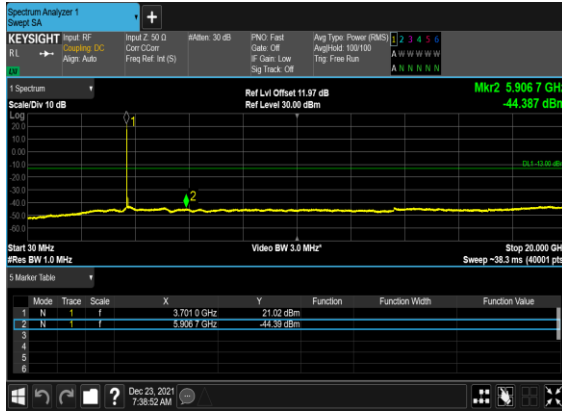 Spectrum Analyzer 1
Swept SA
+
KEYSIGHT Input: RF Input Z: 50 Ω #Atten: 30 dB PNO: Fast Avg Type: Power (RMS) 1 2 3 4 5 6
RL Coupling: DC Corr CCorr Gate: Off Avg|Hold: 100/100 A W W W W W
Align: Auto Freq Ref: Int (S) IF Gain: Low Trig: Free Run
Sig Track: Off A N N N N N
LU
1 Spectrum Ref Lvl Offset 11.97 dB Mkr2 5.906 7 GHz
Scale/Div 10 dB Ref Level 30.00 dBm -44.387 dBm
Log
1
20.0
10.0
0.00
-10.0 DL1 -13.00 dBm
-20.0
-30.0
-40.0 2
-50.0
-60.0
Start 30 MHz Video BW 3.0 MHz* Stop 20.000 GHz
#Res BW 1.0 MHz Sweep ~38.3 ms (40001 pts)
5 Marker Table
Mode Trace Scale X Y Function Function Width Function Value
1 N 1 f 3.701 0 GHz 21.02 dBm
2 N 1 f 5.906 7 GHz -44.39 dBm
3
4
5
6
? Dec 23, 2021
7:38:52 AM